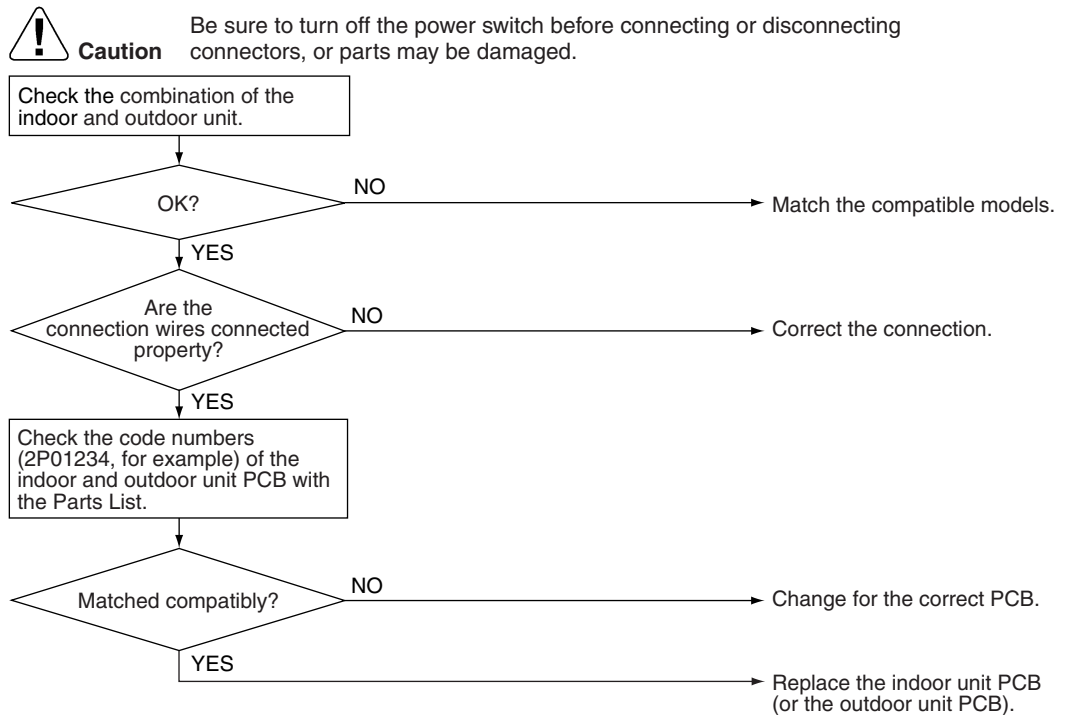 Be sure to turn off the power switch before connecting or disconnecting
Caution connectors, or parts may be damaged.
Check the combination of the
indoor and outdoor unit.
OK?
NO
Match the compatible models.
YES
Are the
connection wires connected
property?
NO
Correct the connection.
YES
Check the code numbers
(2P01234, for example) of the
indoor and outdoor unit PCB with
the Parts List.
Matched compatibly?
NO
Change for the correct PCB.
YES
Replace the indoor unit PCB
(or the outdoor unit PCB).